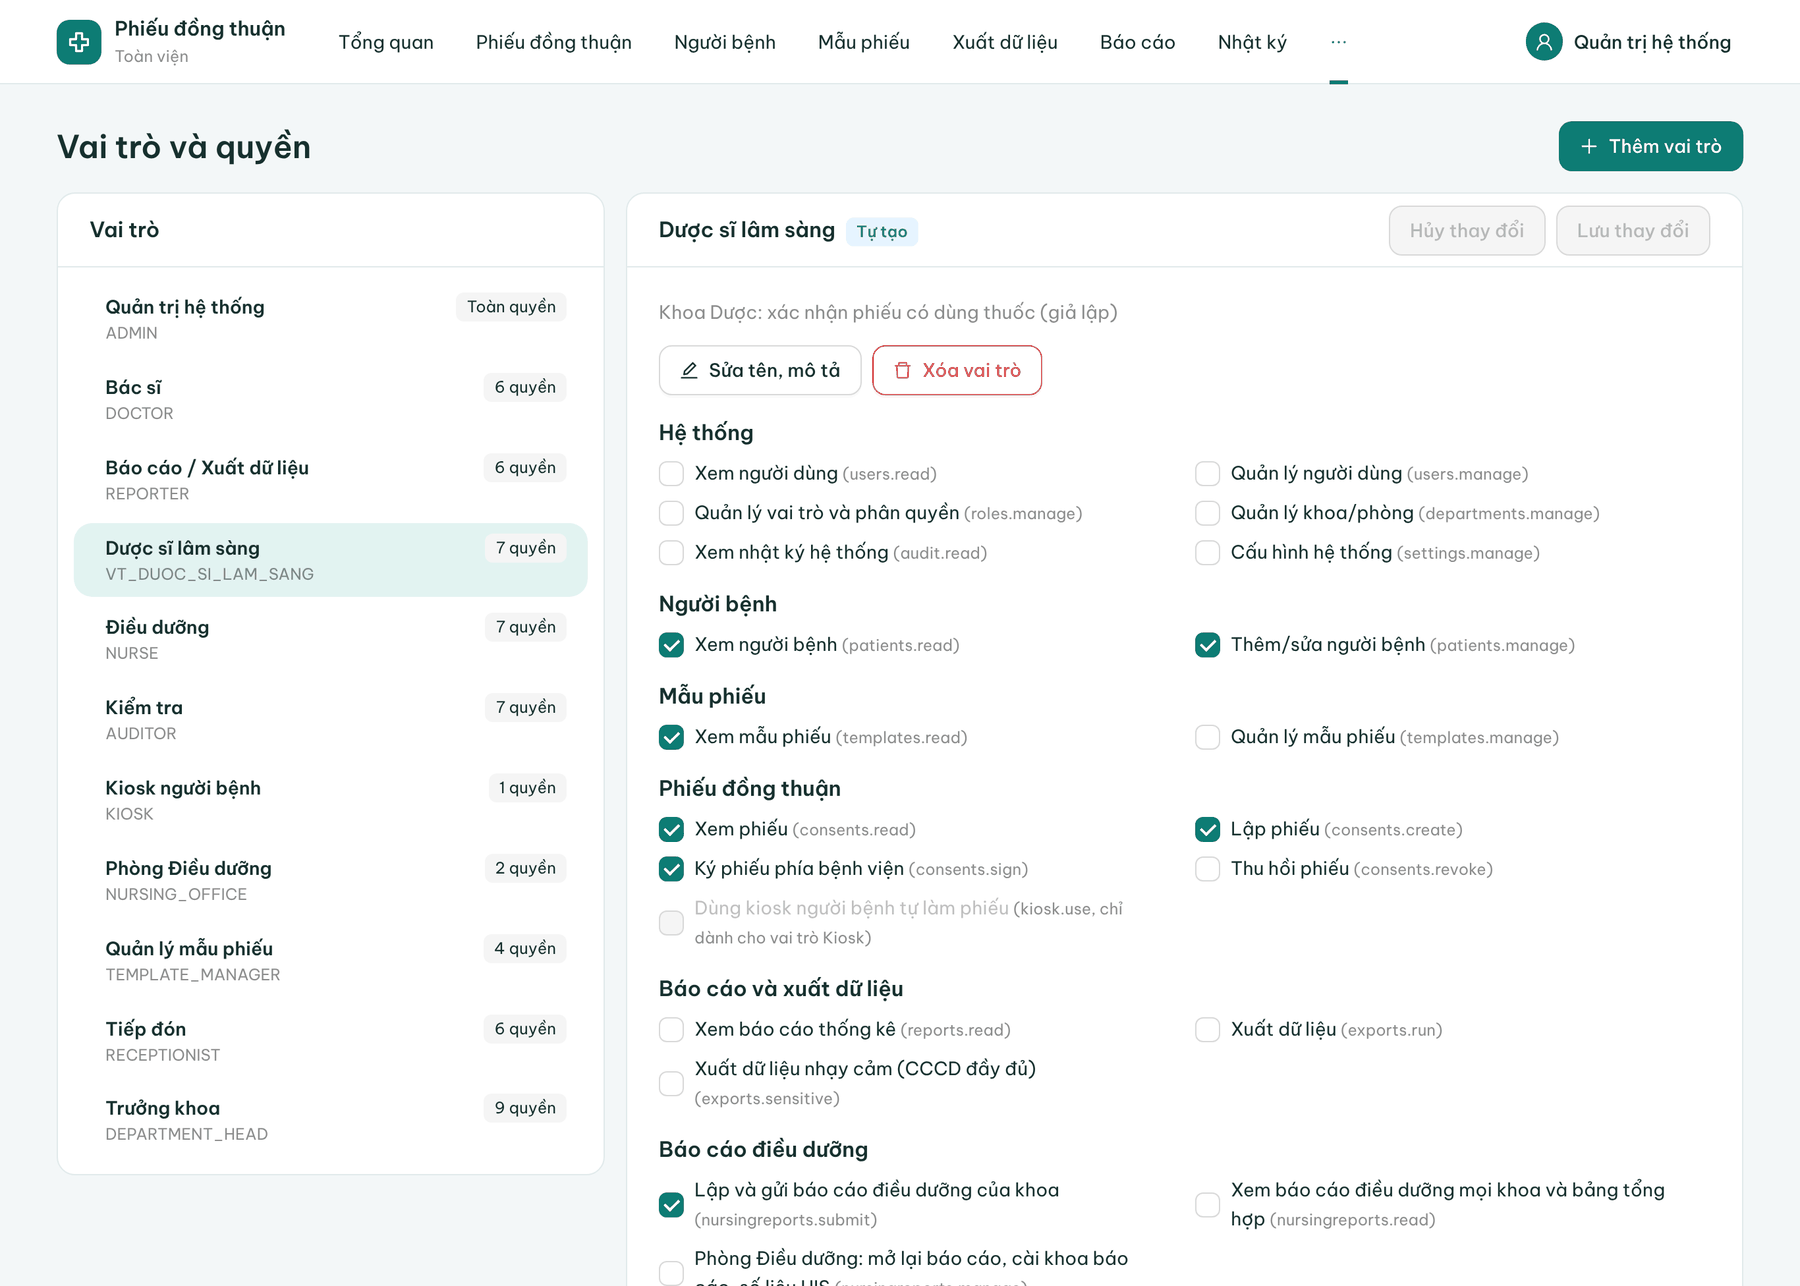 Phiếu đồng thuận
Toàn viện
Tổng quan
Phiếu đồng thuận
Người bệnh
Mẫu phiếu
Xuất dữ liệu
Báo cáo
Nhật ký
...
Quản trị hệ thống
Vai trò và quyền
+ Thêm vai trò
Vai trò
Quản trị hệ thống
Toàn quyền
ADMIN
Bác sĩ
6 quyền
DOCTOR
Báo cáo / Xuất dữ liệu
6 quyền
REPORTER
Dược sĩ lâm sàng
7 quyền
VT_DUOC_SI_LAM_SANG
Điều dưỡng
7 quyền
NURSE
Kiểm tra
7 quyền
AUDITOR
Kiosk người bệnh
1 quyền
KIOSK
Phòng Điều dưỡng
2 quyền
NURSING_OFFICE
Quản lý mẫu phiếu
4 quyền
TEMPLATE_MANAGER
Tiếp đón
6 quyền
RECEPTIONIST
Trưởng khoa
9 quyền
DEPARTMENT_HEAD
Dược sĩ lâm sàng
Tự tạo
Hủy thay đổi
Lưu thay đổi
Khoa Dược: xác nhận phiếu có dùng thuốc (giả lập)
Sửa tên, mô tả
Xóa vai trò
Hệ thống
Xem người dùng (users.read)
Quản lý người dùng (users.manage)
Quản lý vai trò và phân quyền (roles.manage)
Quản lý khoa/phòng (departments.manage)
Xem nhật ký hệ thống (audit.read)
Cấu hình hệ thống (settings.manage)
Người bệnh
Xem người bệnh (patients.read)
Thêm/sửa người bệnh (patients.manage)
Mẫu phiếu
Xem mẫu phiếu (templates.read)
Quản lý mẫu phiếu (templates.manage)
Phiếu đồng thuận
Xem phiếu (consents.read)
Lập phiếu (consents.create)
Ký phiếu phía bệnh viện (consents.sign)
Thu hồi phiếu (consents.revoke)
Dùng kiosk người bệnh tự làm phiếu (kiosk.use, chỉ
dành cho vai trò Kiosk)
Báo cáo và xuất dữ liệu
Xem báo cáo thống kê (reports.read)
Xuất dữ liệu (exports.run)
Xuất dữ liệu nhạy cảm (CCCD đầy đủ)
(exports.sensitive)
Báo cáo điều dưỡng
Lập và gửi báo cáo điều dưỡng của khoa
(nursingreports.submit)
Xem báo cáo điều dưỡng mọi khoa và bảng tổng
hợp (nursingreports.read)
Phòng Điều dưỡng: mở lại báo cáo, cài khoa báo